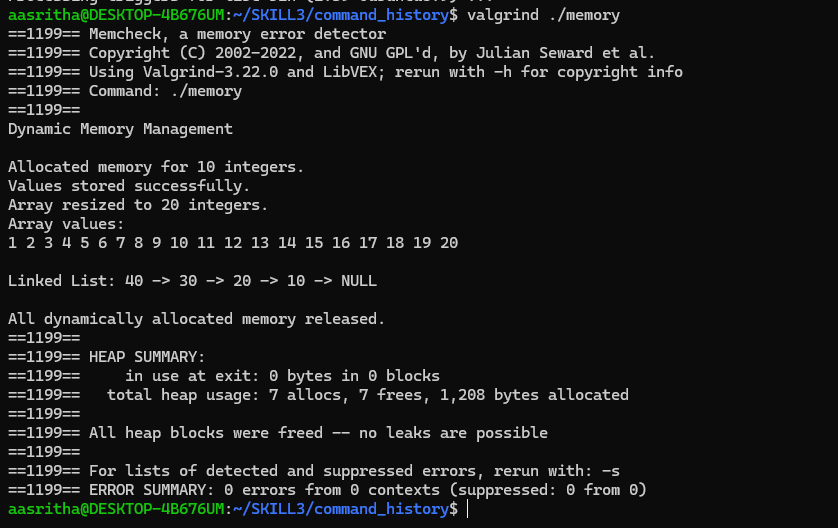 aasritha@DESKTOP-4B676UM:~/SKILL3/command_history$ valgrind ./memory
==1199== Memcheck, a memory error detector
==1199== Copyright (C) 2002-2022, and GNU GPL'd, by Julian Seward et al.
==1199== Using Valgrind-3.22.0 and LibVEX; rerun with -h for copyright info
==1199== Command: ./memory
==1199==
Dynamic Memory Management
Allocated memory for 10 integers.
Values stored successfully.
Array resized to 20 integers.
Array values:
1 2 3 4 5 6 7 8 9 10 11 12 13 14 15 16 17 18 19 20
Linked List: 40 -> 30 -> 20 -> 10 -> NULL
All dynamically allocated memory released.
==1199==
==1199== HEAP SUMMARY:
==1199==     in use at exit: 0 bytes in 0 blocks
==1199==   total heap usage: 7 allocs, 7 frees, 1,208 bytes allocated
==1199==
==1199== All heap blocks were freed -- no leaks are possible
==1199==
==1199== For lists of detected and suppressed errors, rerun with: -s
==1199== ERROR SUMMARY: 0 errors from 0 contexts (suppressed: 0 from 0)
aasritha@DESKTOP-4B676UM:~/SKILL3/command_history$